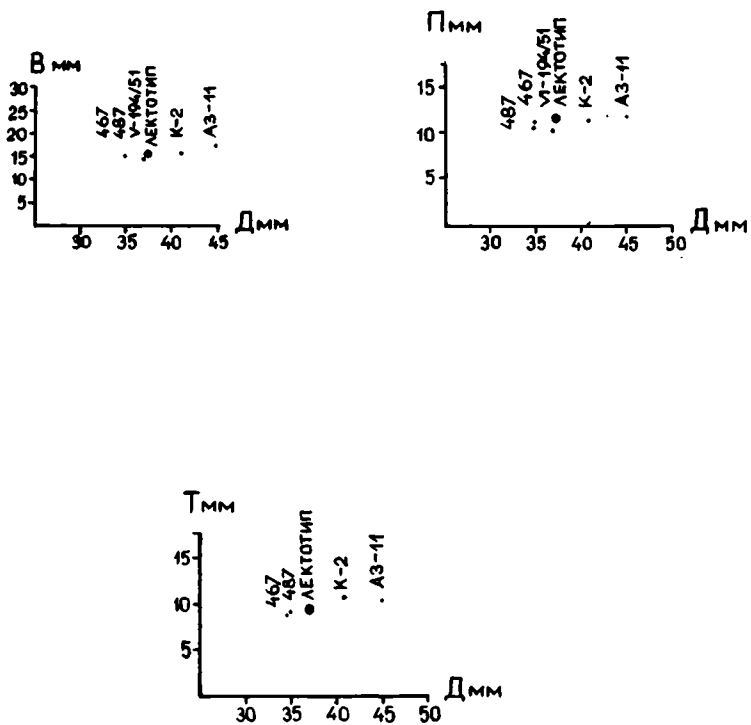 В мм
30
25
20
15
10
5
467
487
V-194/51
ЛЕКТОТИП
К-2
АЗ-11
30 35 40 45
Д мм
П мм
15
10
5
487
467
VI-194/51
ЛЕКТОТИП
К-2
АЗ-11
30 35 40 45 50
Д мм
Т мм
15
10
5
467
487
ЛЕКТОТИП
К-2
АЗ-11
30 35 40 45 50
Д мм